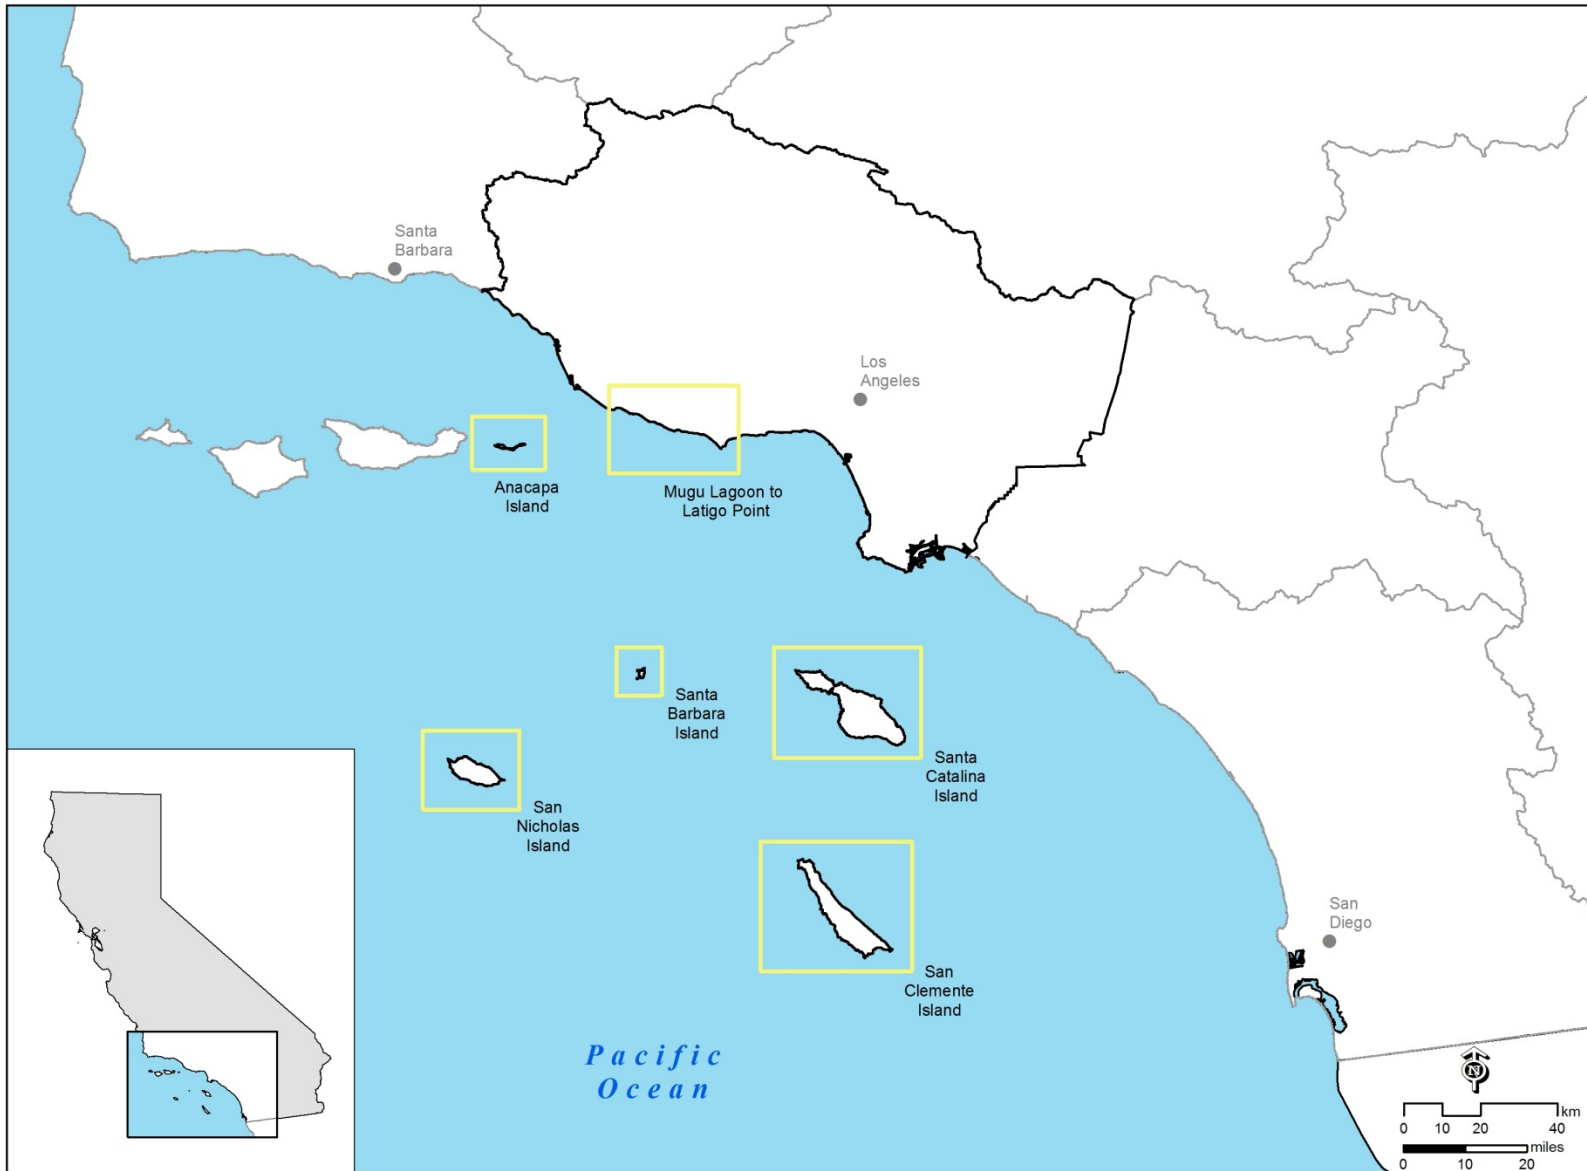 Santa
Barbara
Los
Angeles
Anacapa
Island
Mugu Lagoon to
Latigo Point
Santa
Barbara
Island
Santa
Catalina
Island
San
Nicholas
Island
San
Clemente
Island
San
Diego
Pacific
Ocean
N
km
0 10 20 40
miles
0 10 20